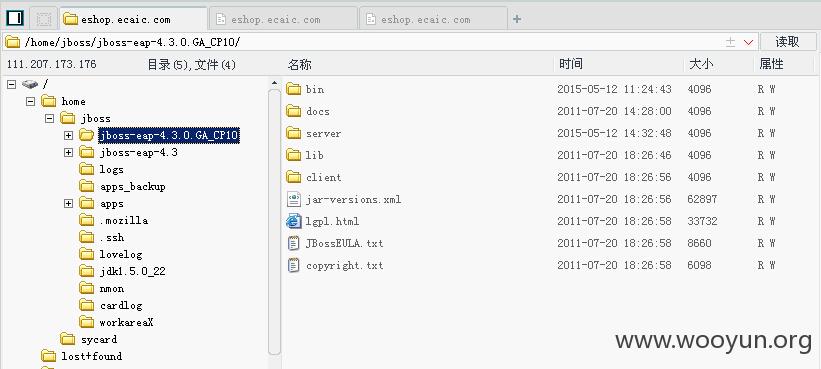 eshop.ecaic.com
eshop.ecaic.com
eshop.ecaic.com
/home/jboss/jboss-eap-4.3.0.GA_CP10/
读取
111.207.173.176
目录(5),文件(4)
名称
时间
大小
属性
/
home
jboss
jboss-eap-4.3.0.GA_CP10
jboss-eap-4.3
logs
apps_backup
apps
.mozilla
.ssh
lovelog
jdk1.5.0_22
nmon
cardlog
workareaX
sycard
lost+found
bin 2015-05-12 11:24:43 4096 R W
docs 2011-07-20 14:28:00 4096 R W
server 2015-05-12 14:32:48 4096 R W
lib 2011-07-20 18:26:46 4096 R W
client 2011-07-20 18:26:56 4096 R W
jar-versions.xml 2011-07-20 18:26:56 62897 R W
lgpl.html 2011-07-20 18:26:58 33732 R W
JBossEULA.txt 2011-07-20 18:26:58 8660 R W
copyright.txt 2011-07-20 18:26:58 6098 R W
www.wooyun.org